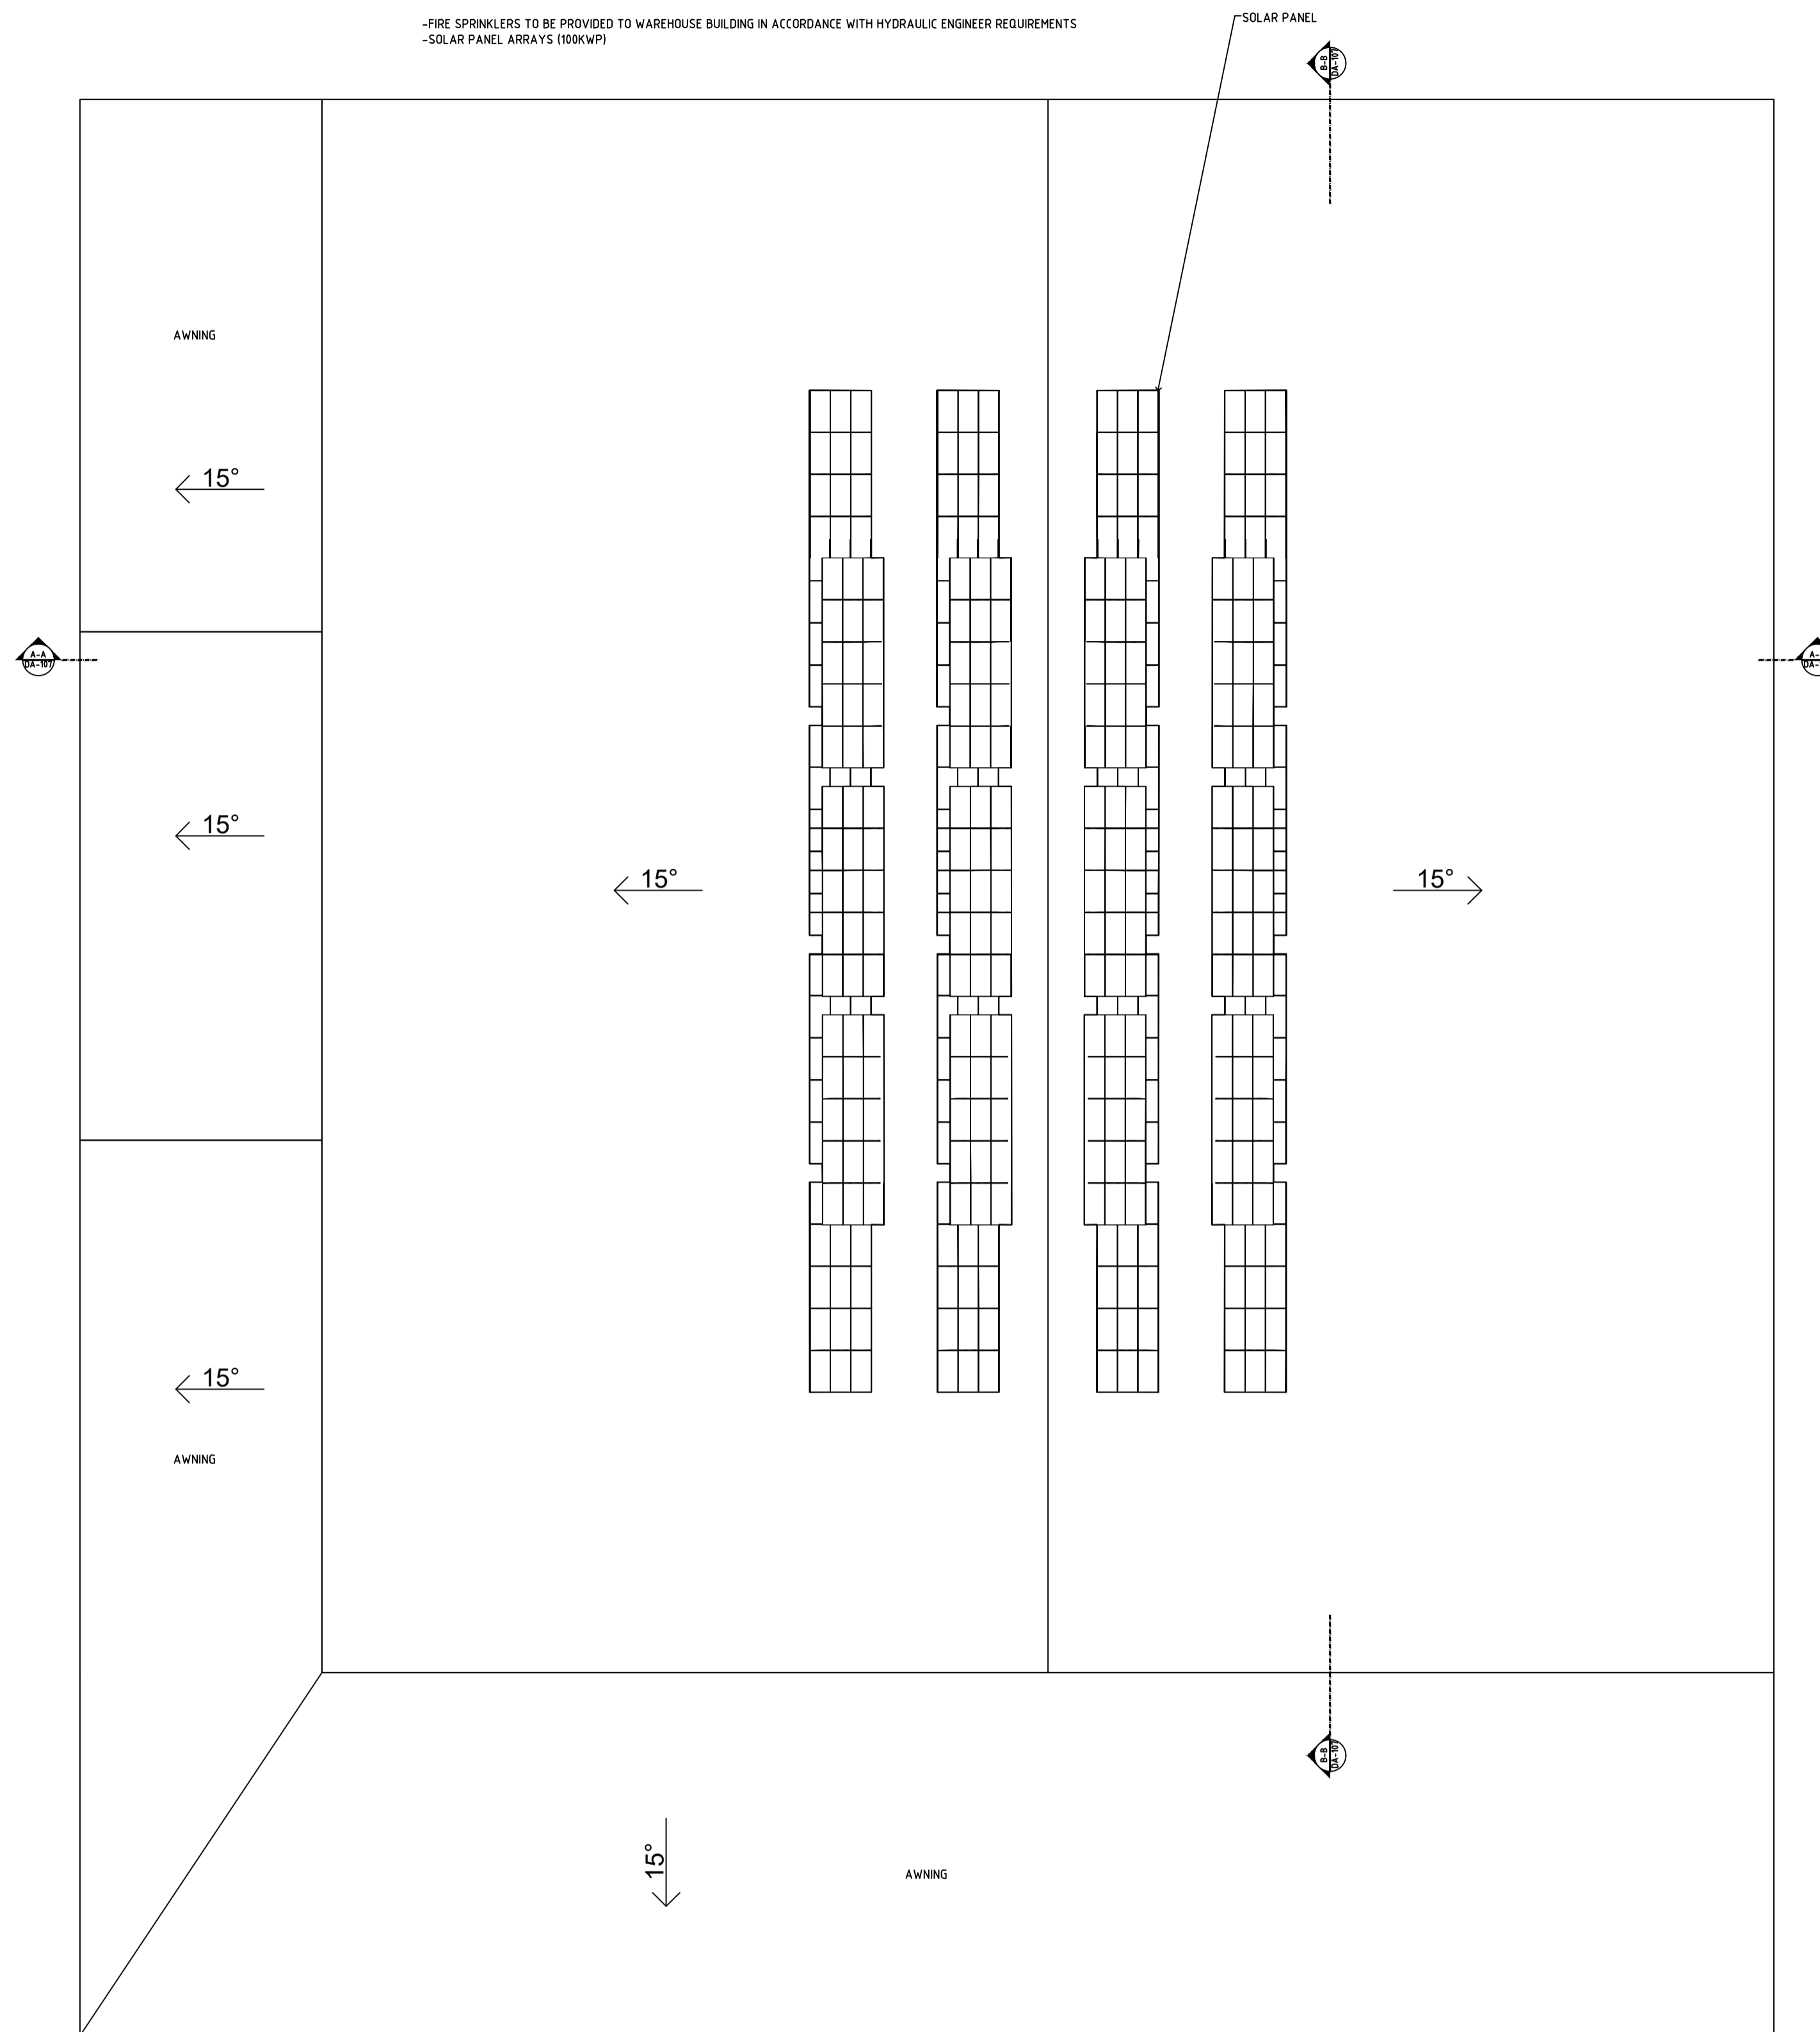 -FIRE SPRINKLERS TO BE PROVIDED TO WAREHOUSE BUILDING IN ACCORDANCE WITH HYDRAULIC ENGINEER REQUIREMENTS
-SOLAR PANEL ARRAYS (100KWP)
SOLAR PANEL
B-B
DA-107
AWNING
15°
A-A
DA-107
A-
DA-
15°
15°
15°
15°
AWNING
B-B
DA-107
15°
AWNING